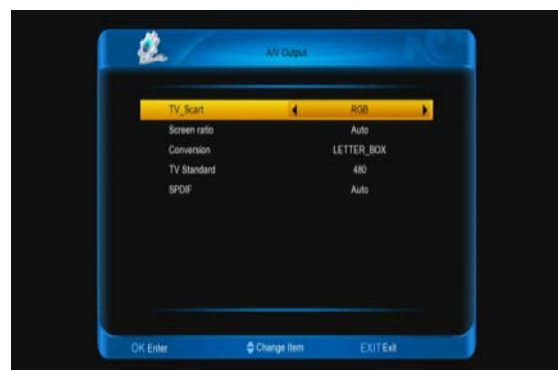 A/V Output
TV_Scart RGB
Screen ratio Auto
Conversion LETTER_BOX
TV Standard 480
SPDIF Auto
OK Enter Change Item EXIT Exit